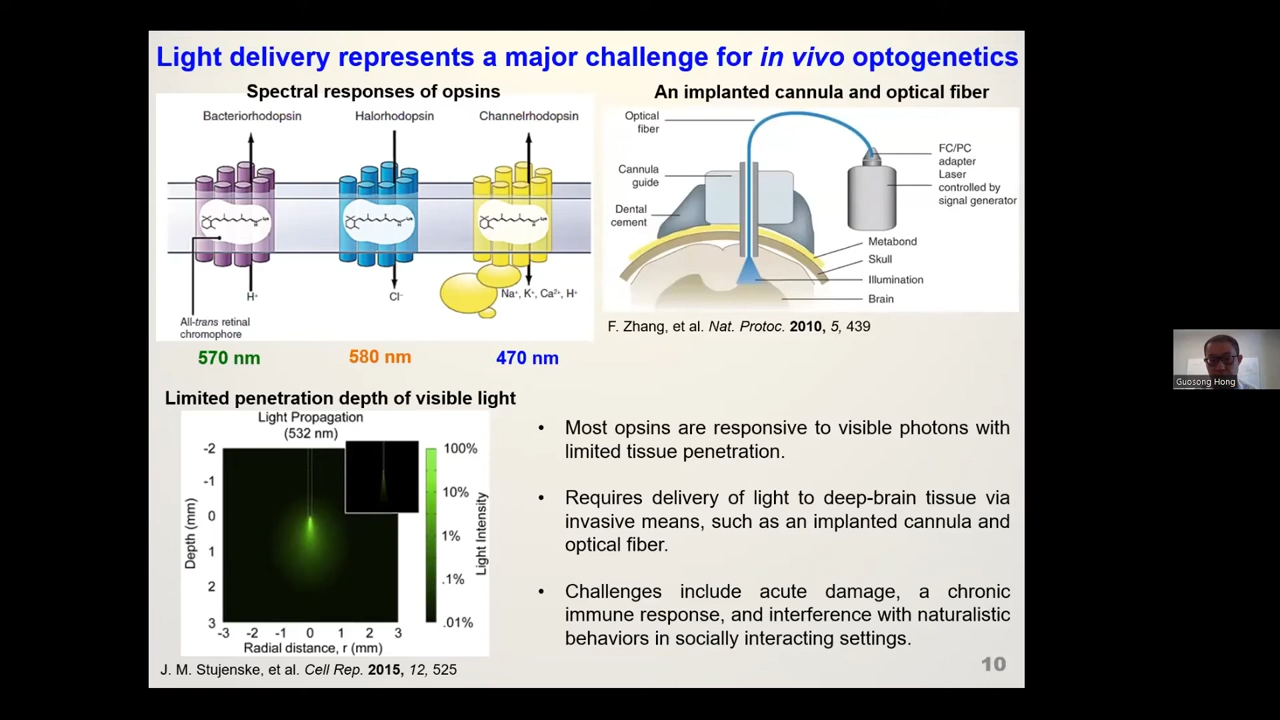 Light delivery represents a major challenge for in vivo optogenetics
Spectral responses of opsins
Bacteriorhodopsin
Halorhodopsin
Channelrhodopsin
H⁺
Cl⁻
Na⁺, K⁺, Ca²⁺, H⁺
All-trans retinal
chromophore
570 nm
580 nm
470 nm
An implanted cannula and optical fiber
Optical
fiber
Cannula
guide
Dental
cement
FC/PC
adapter
Laser
controlled by
signal generator
Metabond
Skull
Illumination
Brain
F. Zhang, et al. Nat. Protoc. 2010, 5, 439
Limited penetration depth of visible light
Light Propagation
(532 nm)
Depth (mm)
-2
-1
0
1
2
3
-3 -2 -1 0 1 2 3
Radial distance, r (mm)
100%
10%
1%
.1%
.01%
Light Intensity
J. M. Stujenske, et al. Cell Rep. 2015, 12, 525
• Most opsins are responsive to visible photons with
limited tissue penetration.
• Requires delivery of light to deep-brain tissue via
invasive means, such as an implanted cannula and
optical fiber.
• Challenges include acute damage, a chronic
immune response, and interference with naturalistic
behaviors in socially interacting settings.
10
Guosong Hong